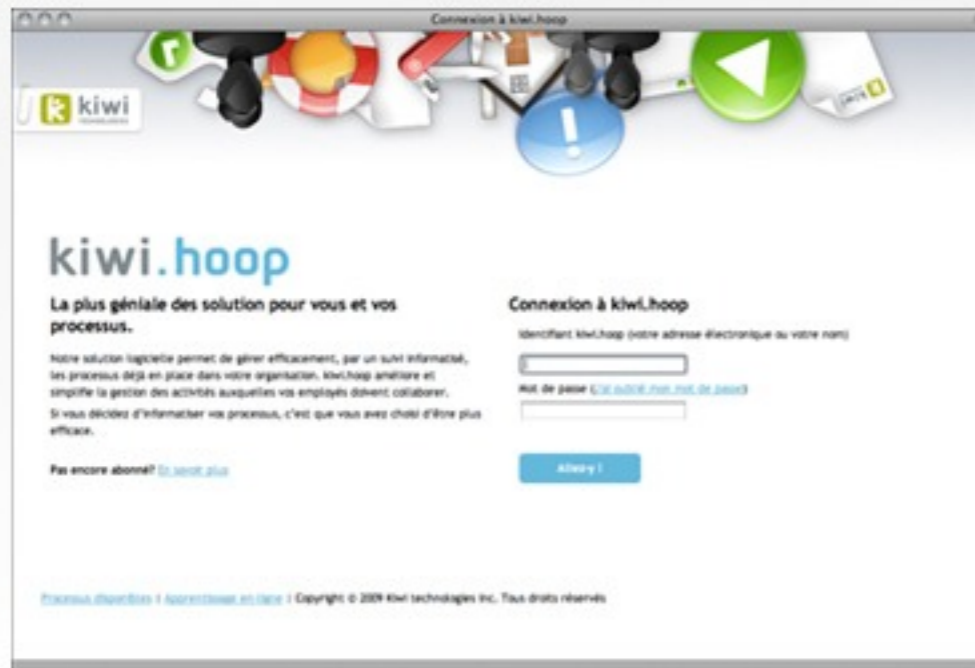 Connexion à kiwi.hoop
kiwi
TECHNOLOGIES
kiwi
kiwi.hoop
La plus géniale des solution pour vous et vos
processus.
Notre solution logicielle permet de gérer efficacement, par un suivi informatisé,
les processus déjà en place dans votre organisation. kiwi.hoop améliore et
simplifie la gestion des activités auxquelles vos employés doivent collaborer.
Si vous décidez d'informatiser vos processus, c'est que vous avez choisi d'être plus
efficace.
Pas encore abonné? En savoir plus
Connexion à kiwi.hoop
Identifiant kiwi.hoop (votre adresse électronique ou votre nom)
Mot de passe (J'ai oublié mon mot de passe)
Allez-y !
Processus disponibles | Apprentissage en ligne | Copyright © 2009 Kiwi technologies inc. Tous droits réservés